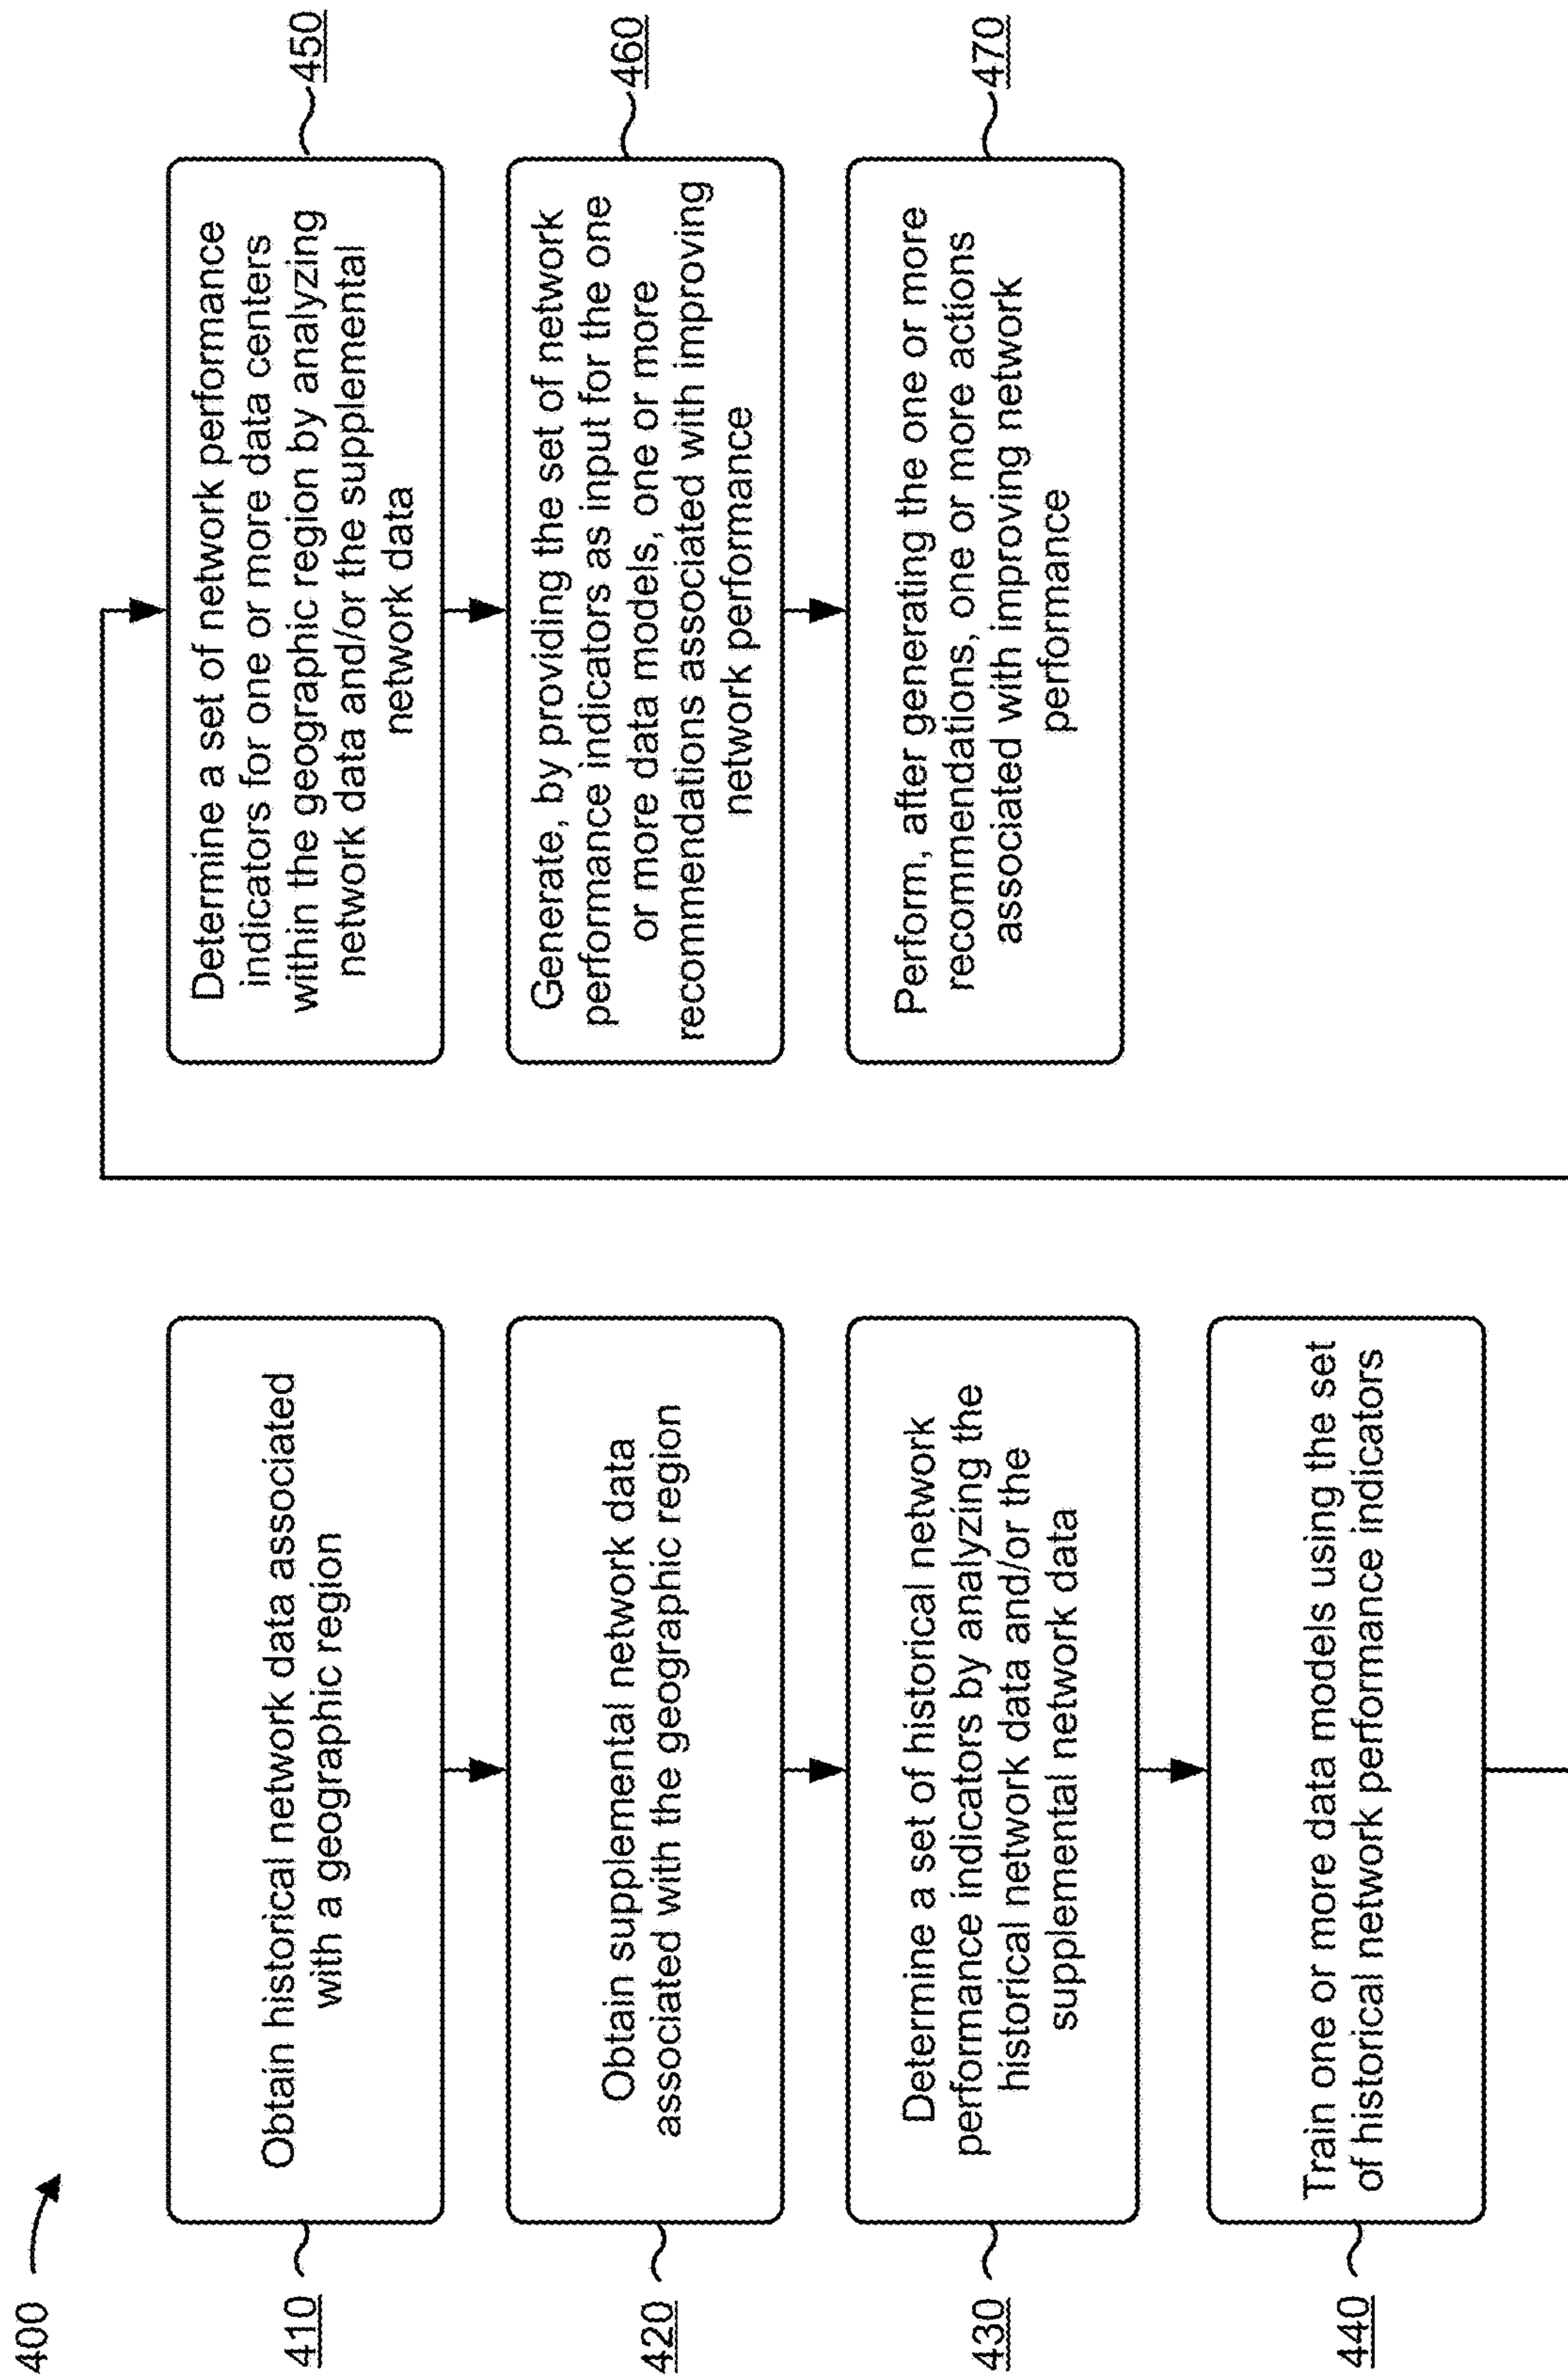 400
410
Obtain historical network data associated
with a geographic region
420
Obtain supplemental network data
associated with the geographic region
430
Determine a set of historical network
performance indicators by analyzing the
historical network data and/or the
supplemental network data
440
Train one or more data models using the set
of historical network performance indicators
450
Determine a set of network performance
indicators for one or more data centers
within the geographic region by analyzing
network data and/or the supplemental
network data
460
Generate, by providing the set of network
performance indicators as input for the one
or more data models, one or more
recommendations associated with improving
network performance
470
Perform, after generating the one or more
recommendations, one or more actions
associated with improving network
performance